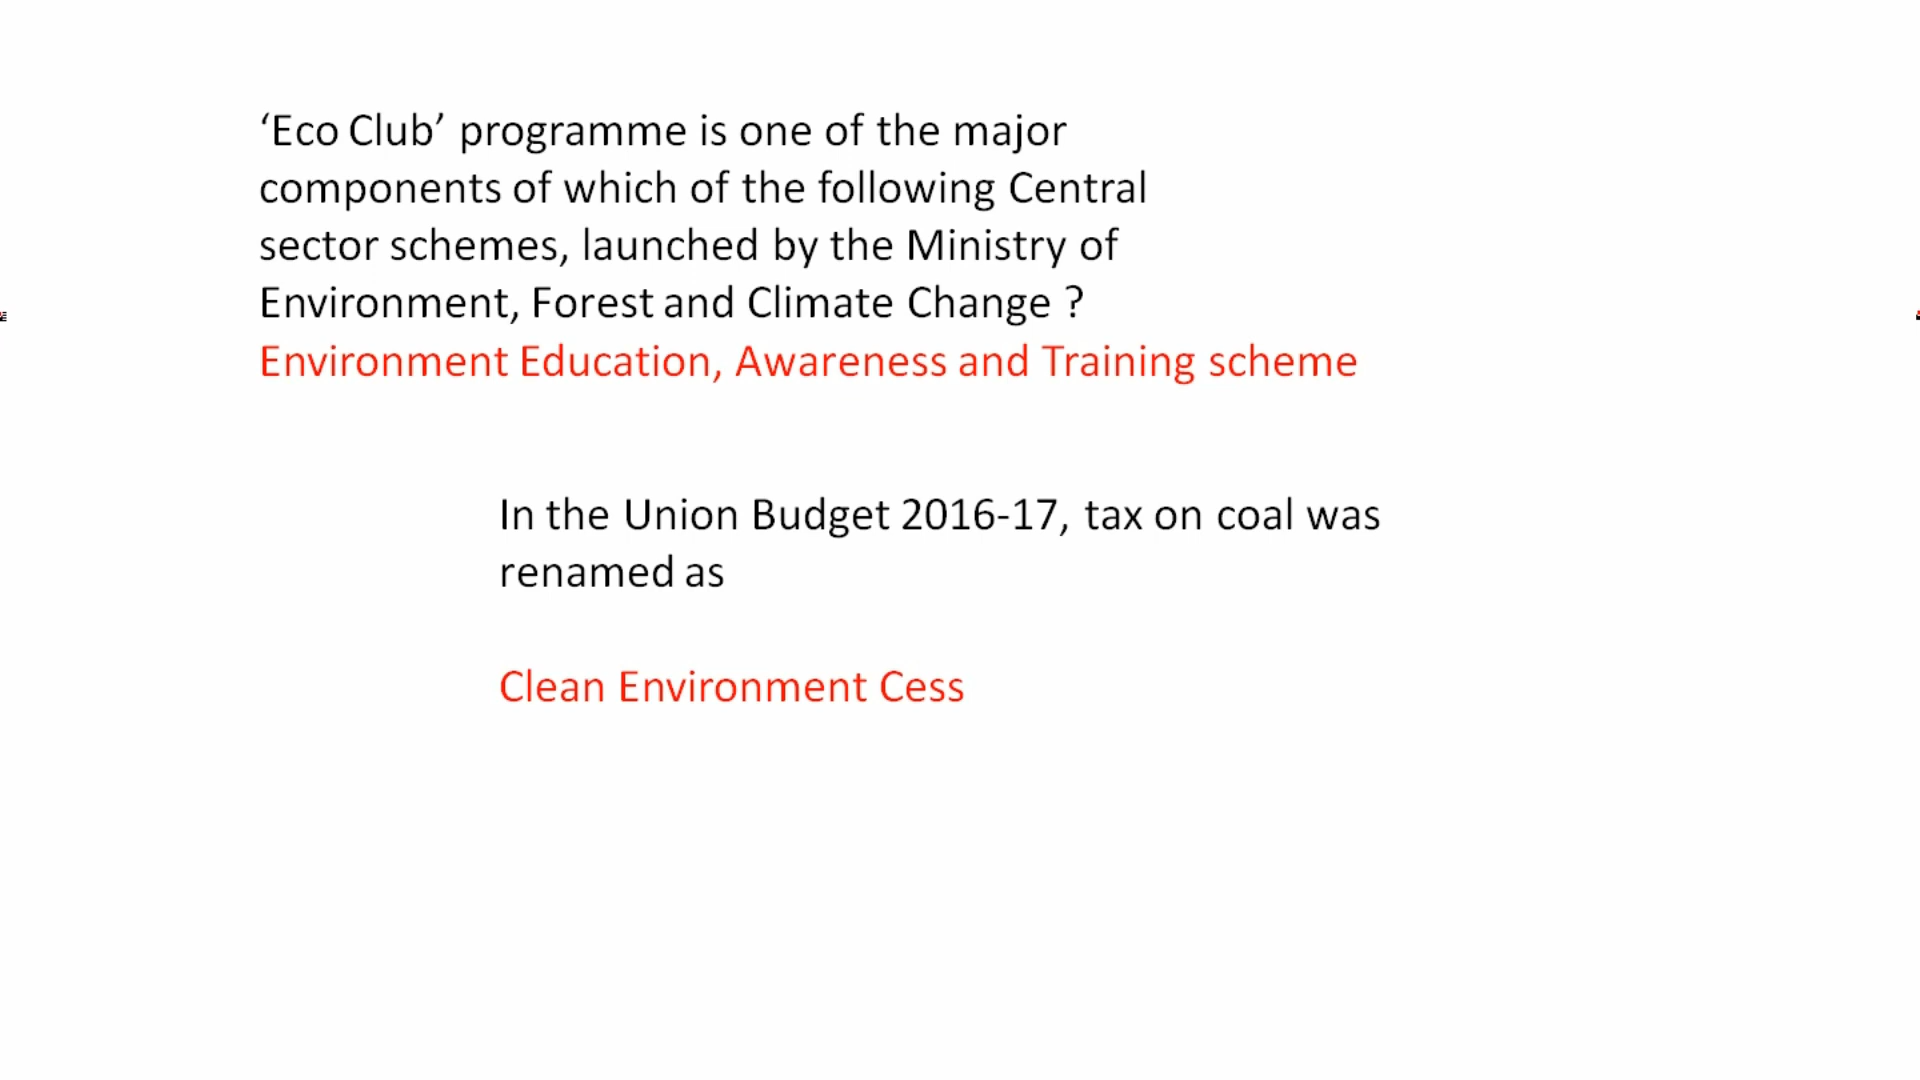 ‘Eco Club’ programme is one of the major
components of which of the following Central
sector schemes, launched by the Ministry of
Environment, Forest and Climate Change ?
Environment Education, Awareness and Training scheme
In the Union Budget 2016-17, tax on coal was
renamed as
Clean Environment Cess